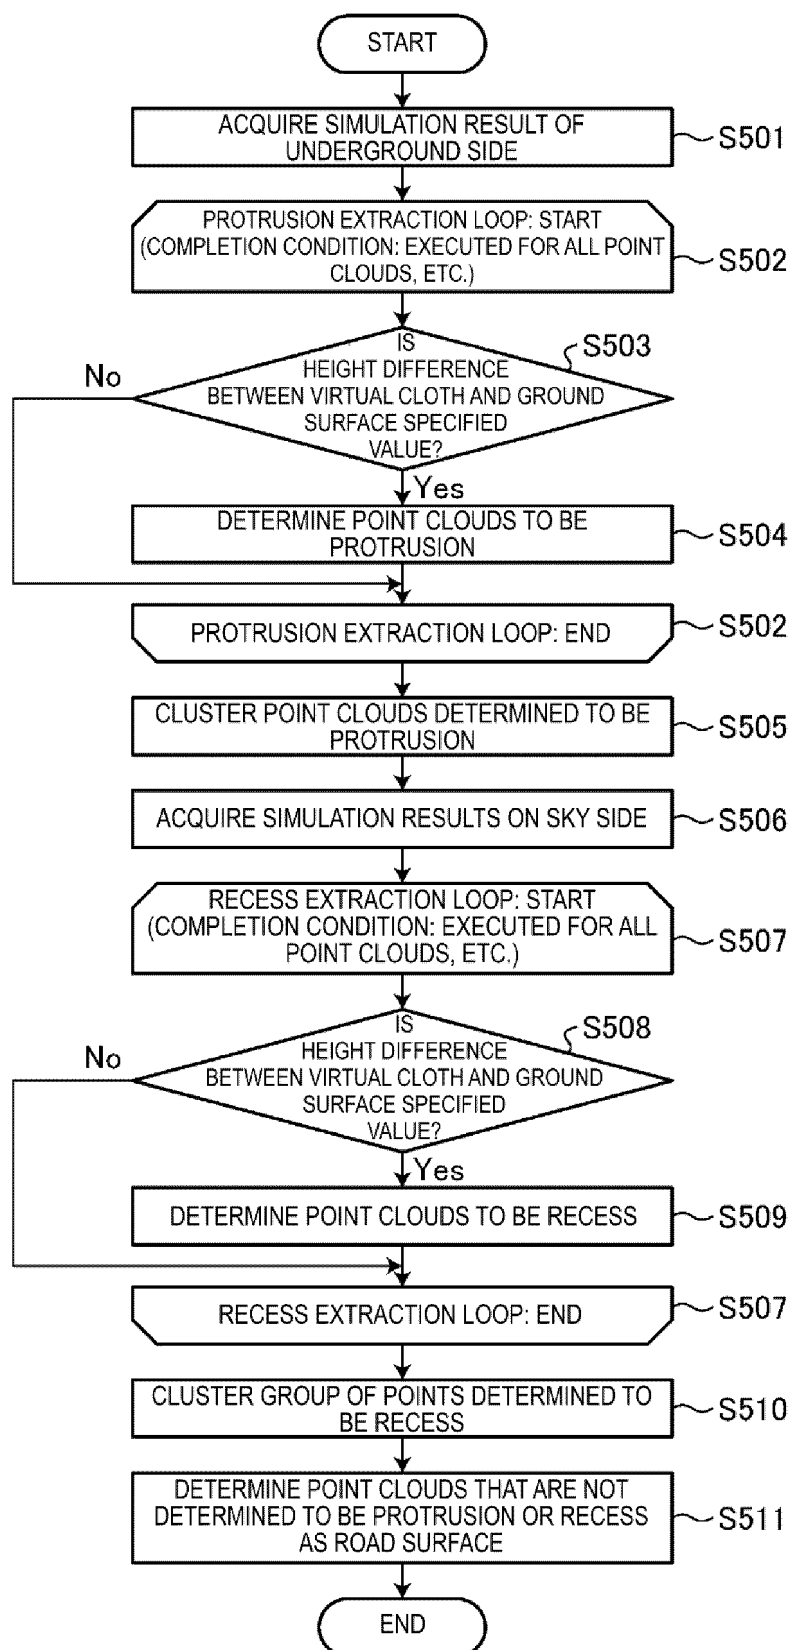 START
ACQUIRE SIMULATION RESULT OF
UNDERGROUND SIDE
S501
PROTRUSION EXTRACTION LOOP: START
(COMPLETION CONDITION: EXECUTED FOR ALL POINT
CLOUDS, ETC.)
S502
IS
HEIGHT DIFFERENCE
BETWEEN VIRTUAL CLOTH AND GROUND
SURFACE SPECIFIED
VALUE?
S503
No
Yes
DETERMINE POINT CLOUDS TO BE
PROTRUSION
S504
PROTRUSION EXTRACTION LOOP: END
S502
CLUSTER POINT CLOUDS DETERMINED TO BE
PROTRUSION
S505
ACQUIRE SIMULATION RESULTS ON SKY SIDE
S506
RECESS EXTRACTION LOOP: START
(COMPLETION CONDITION: EXECUTED FOR ALL
POINT CLOUDS, ETC.)
S507
IS
HEIGHT DIFFERENCE
BETWEEN VIRTUAL CLOTH AND GROUND
SURFACE SPECIFIED
VALUE?
S508
No
Yes
DETERMINE POINT CLOUDS TO BE RECESS
S509
RECESS EXTRACTION LOOP: END
S507
CLUSTER GROUP OF POINTS DETERMINED TO
BE RECESS
S510
DETERMINE POINT CLOUDS THAT ARE NOT
DETERMINED TO BE PROTRUSION OR RECESS
AS ROAD SURFACE
S511
END